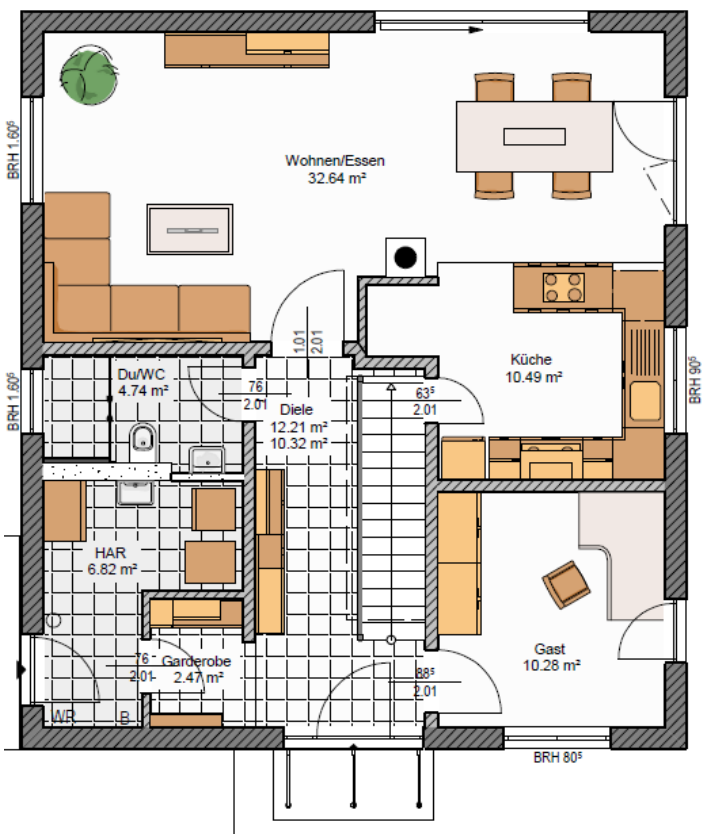 BRH 1.60⁵
Wohnen/Essen
32.64 m²
1.01
2.01
Du/WC
4.74 m²
BRH 1.60⁵
76
2.01
Diele
12.21 m²
10.32 m²
63⁵
2.01
Küche
10.49 m²
BRH 90⁵
HAR
6.82 m²
76
2.01
Garderobe
2.47 m²
88⁵
2.01
Gast
10.28 m²
WR
B
BRH 80⁵